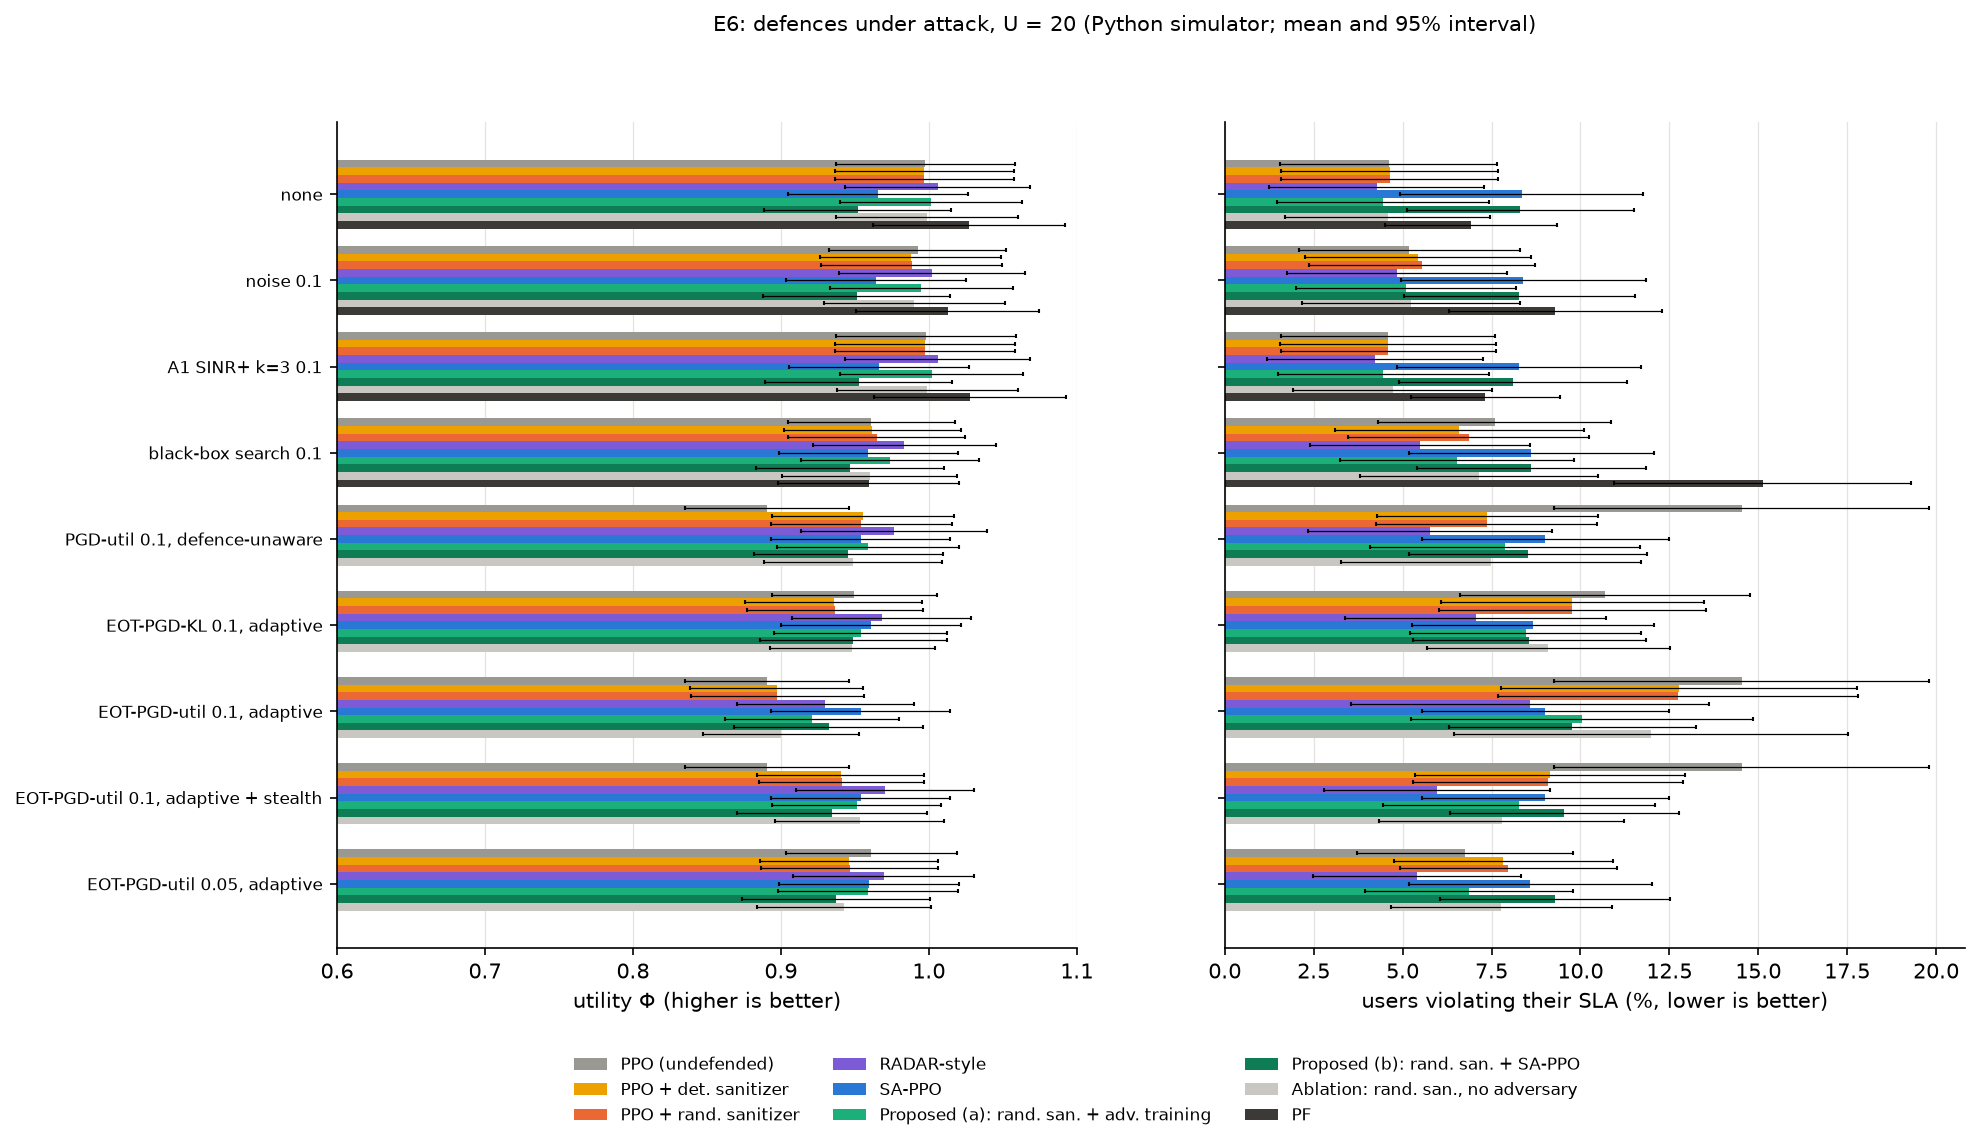 E6: defences under attack, U = 20 (Python simulator; mean and 95% interval)
none
noise 0.1
A1 SINR+ k=3 0.1
black-box search 0.1
PGD-util 0.1, defence-unaware
EOT-PGD-KL 0.1, adaptive
EOT-PGD-util 0.1, adaptive
EOT-PGD-util 0.1, adaptive + stealth
EOT-PGD-util 0.05, adaptive
0.6 0.7 0.8 0.9 1.0 1.1
utility Φ (higher is better)
0.0 2.5 5.0 7.5 10.0 12.5 15.0 17.5 20.0
users violating their SLA (%, lower is better)
PPO (undefended)
PPO + det. sanitizer
PPO + rand. sanitizer
RADAR-style
SA-PPO
Proposed (a): rand. san. + adv. training
Proposed (b): rand. san. + SA-PPO
Ablation: rand. san., no adversary
PF